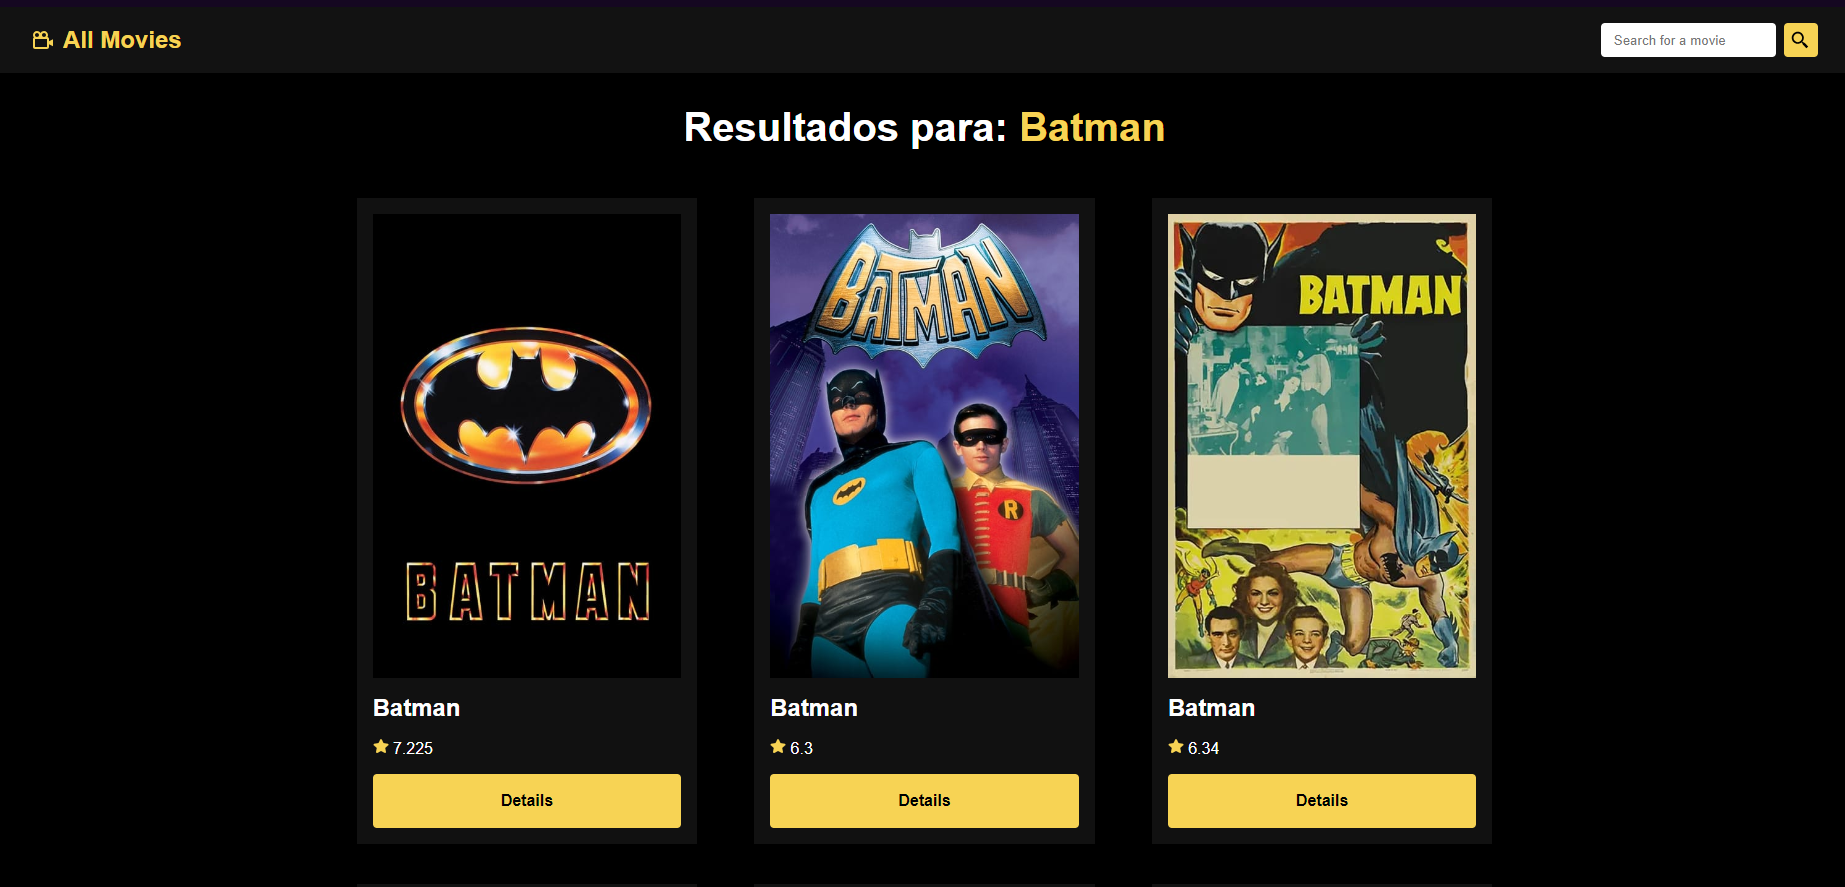 All Movies
Search for a movie
Resultados para: Batman
BATMAN
BATMAN
R
BATMAN
Batman
Batman
Batman
7.225
6.3
6.34
Details
Details
Details